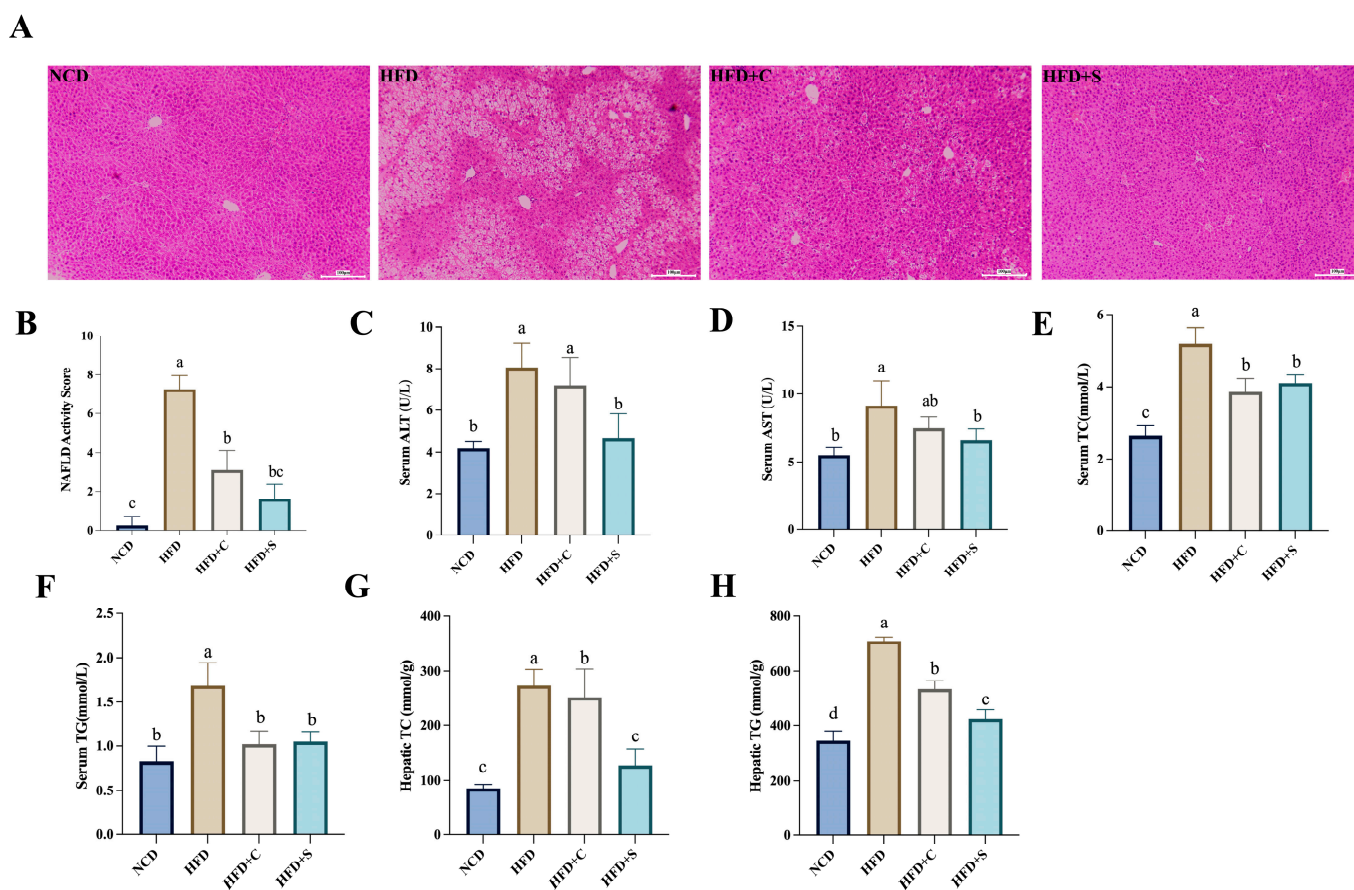 A
NCD HFD HFD+C HFD+S
100μm 100μm 100μm 100μm
B
NAFLD Activity Score
10
8
6
4
2
0
c a b bc
NCD HFD HFD+C HFD+S
C
Serum ALT (U/L)
10
8
6
4
2
0
b a a b
NCD HFD HFD+C HFD+S
D
Serum AST (U/L)
15
10
5
0
b a ab b
NCD HFD HFD+C HFD+S
E
Serum TC(mmol/L)
6
4
2
0
c a b b
NCD HFD HFD+C HFD+S
F
Serum TG(mmol/L)
2.5
2.0
1.5
1.0
0.5
0.0
b a b b
NCD HFD HFD+C HFD+S
G
Hepatic TC (mmol/g)
400
300
200
100
0
c a b c
NCD HFD HFD+C HFD+S
H
Hepatic TG (mmol/g)
800
600
400
200
0
d a b c
NCD HFD HFD+C HFD+S